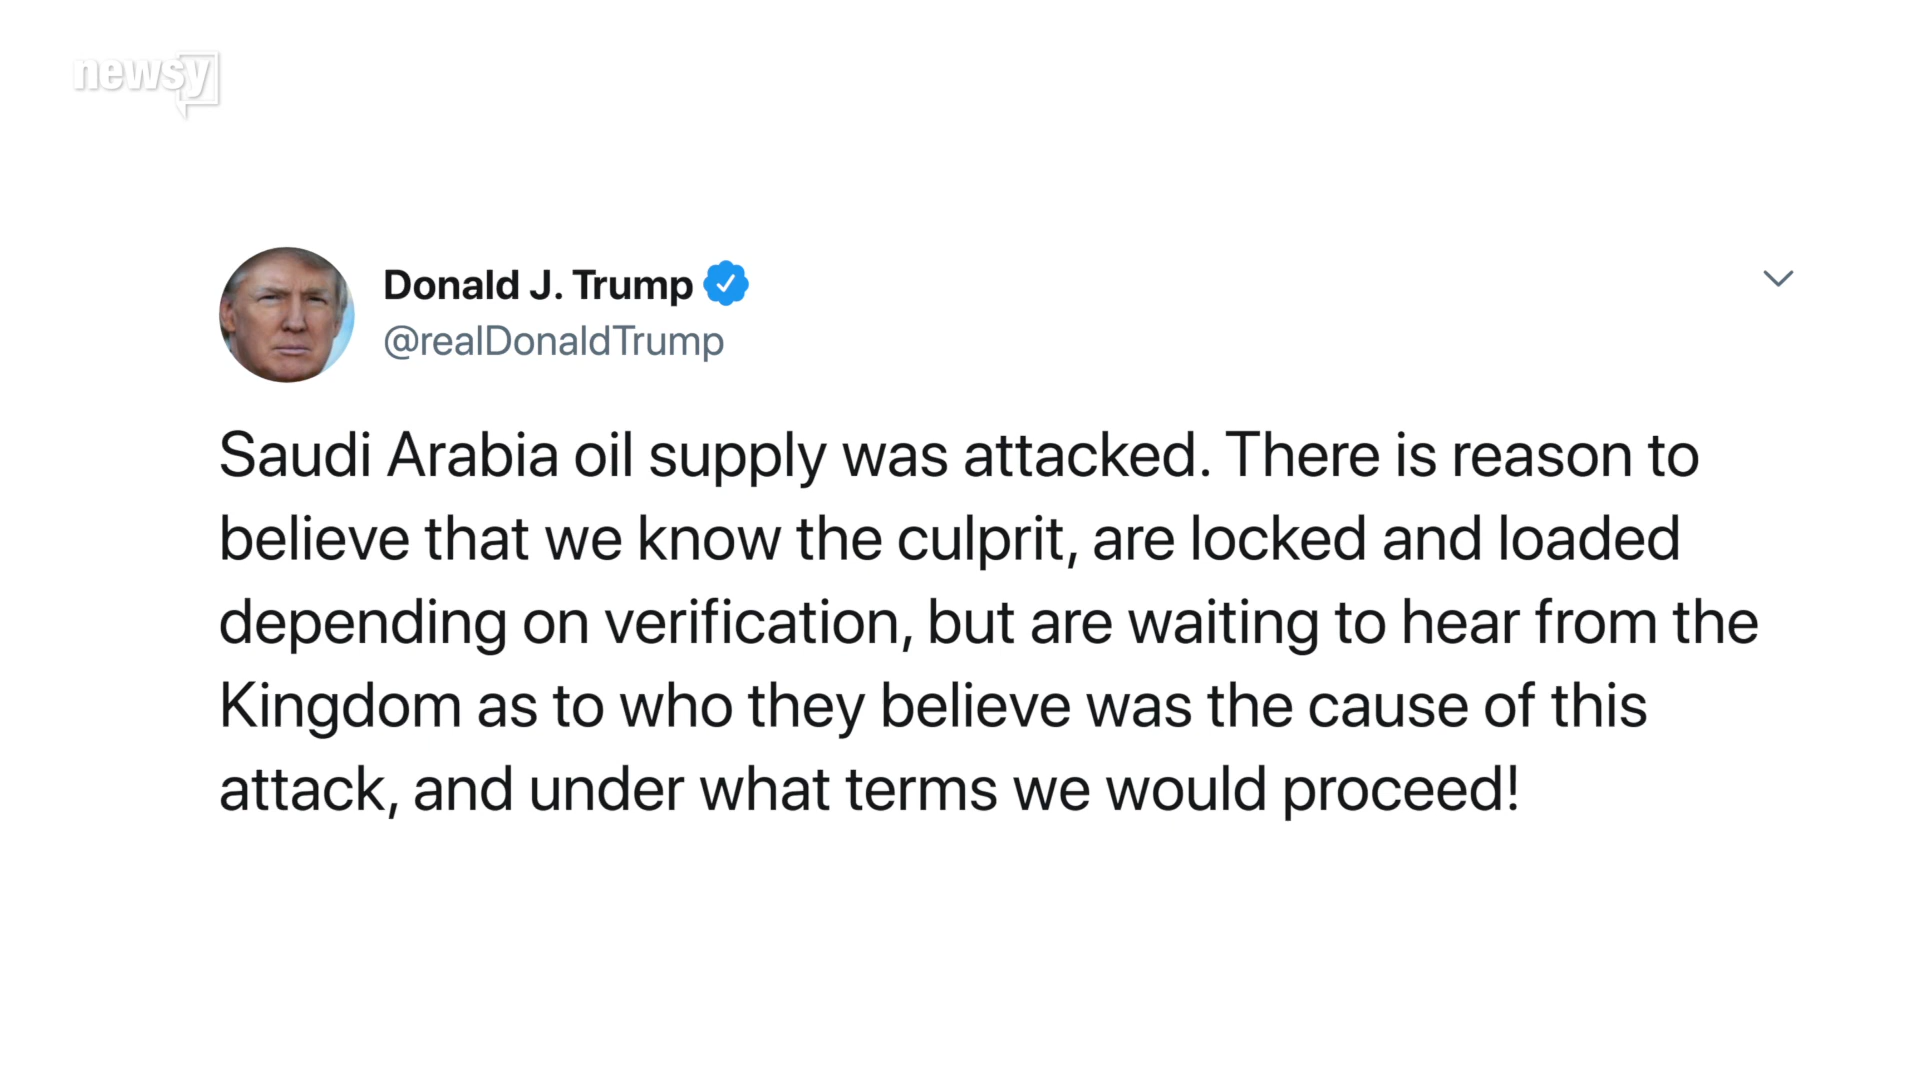 newsy
Donald J. Trump
@realDonaldTrump
Saudi Arabia oil supply was attacked. There is reason to
believe that we know the culprit, are locked and loaded
depending on verification, but are waiting to hear from the
Kingdom as to who they believe was the cause of this
attack, and under what terms we would proceed!